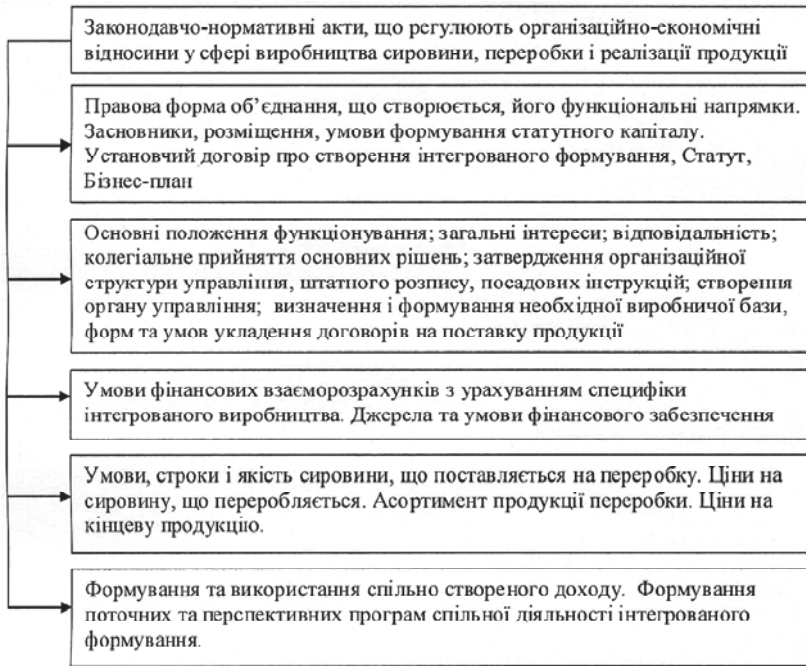 Законодавчо-нормативні акти, що регулюють організаційно-економічні
відносини у сфері виробництва сировини, переробки і реалізації продукції
Правова форма об’єднання, що створюється, його функціональні напрямки.
Засновники, розміщення, умови формування статутного капіталу.
Установчий договір про створення інтегрованого формування, Статут,
Бізнес-план
Основні положення функціонування; загальні інтереси; відповідальність;
колегіальне прийняття основних рішень; затвердження організаційної
структури управління, штатного розпису, посадових інструкцій; створення
органу управління; визначення і формування необхідної виробничої бази,
форм та умов укладення договорів на поставку продукції
Умови фінансових взаєморозрахунків з урахуванням специфіки
інтегрованого виробництва. Джерела та умови фінансового забезпечення
Умови, строки і якість сировини, що поставляється на переробку. Ціни на
сировину, що переробляється. Асортимент продукції переробки. Ціни на
кінцеву продукцію.
Формування та використання спільно створеного доходу. Формування
поточних та перспективних програм спільної діяльності інтегрованого
формування.